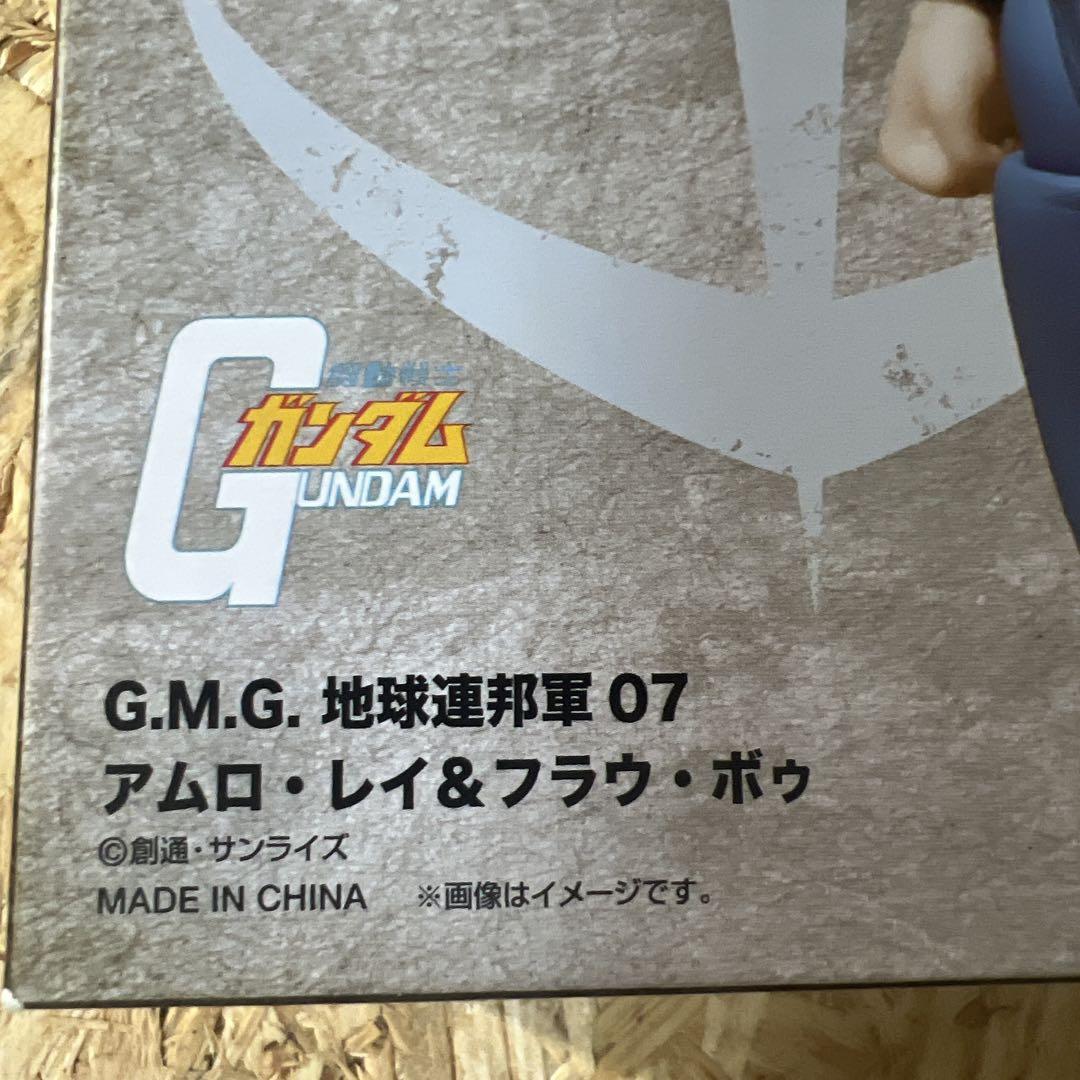 機動戦士
ガンダム
GUNDAM
G.M.G. 地球連邦軍 07
アムロ・レイ&フラウ・ボゥ
©創通・サンライズ
MADE IN CHINA ※画像はイメージです。